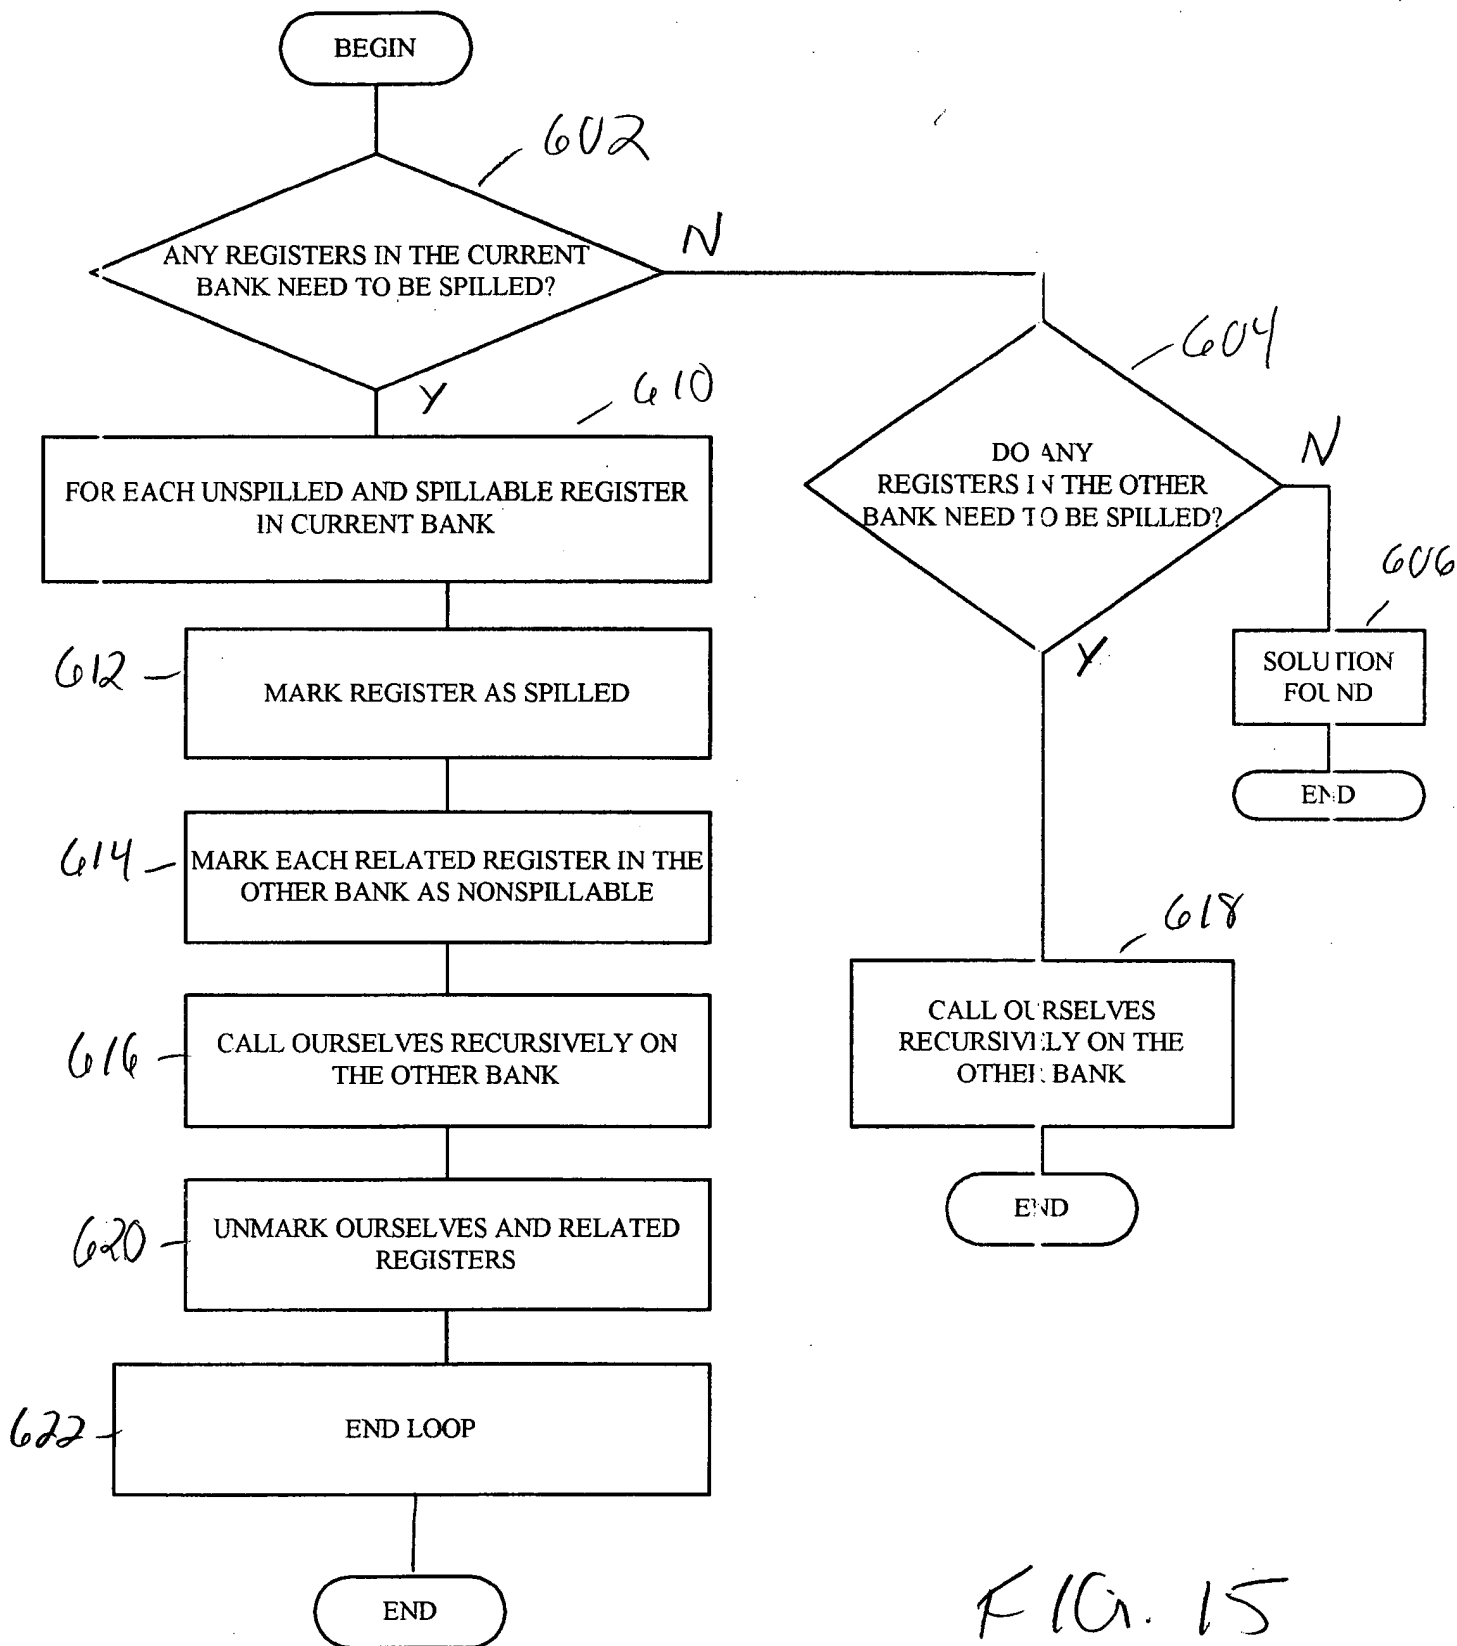 BEGIN
602
ANY REGISTERS IN THE CURRENT
BANK NEED TO BE SPILLED?
N
Y
604
DO ANY
REGISTERS IN THE OTHER
BANK NEED TO BE SPILLED?
N
Y
606
SOLUTION
FOUND
END
610
FOR EACH UNSPILLED AND SPILLABLE REGISTER
IN CURRENT BANK
612
MARK REGISTER AS SPILLED
614
MARK EACH RELATED REGISTER IN THE
OTHER BANK AS NONSPILLABLE
616
CALL OURSELVES RECURSIVELY ON
THE OTHER BANK
618
CALL OURSELVES
RECURSIVELY ON THE
OTHER BANK
END
620
UNMARK OURSELVES AND RELATED
REGISTERS
622
END LOOP
END
FIG. 15